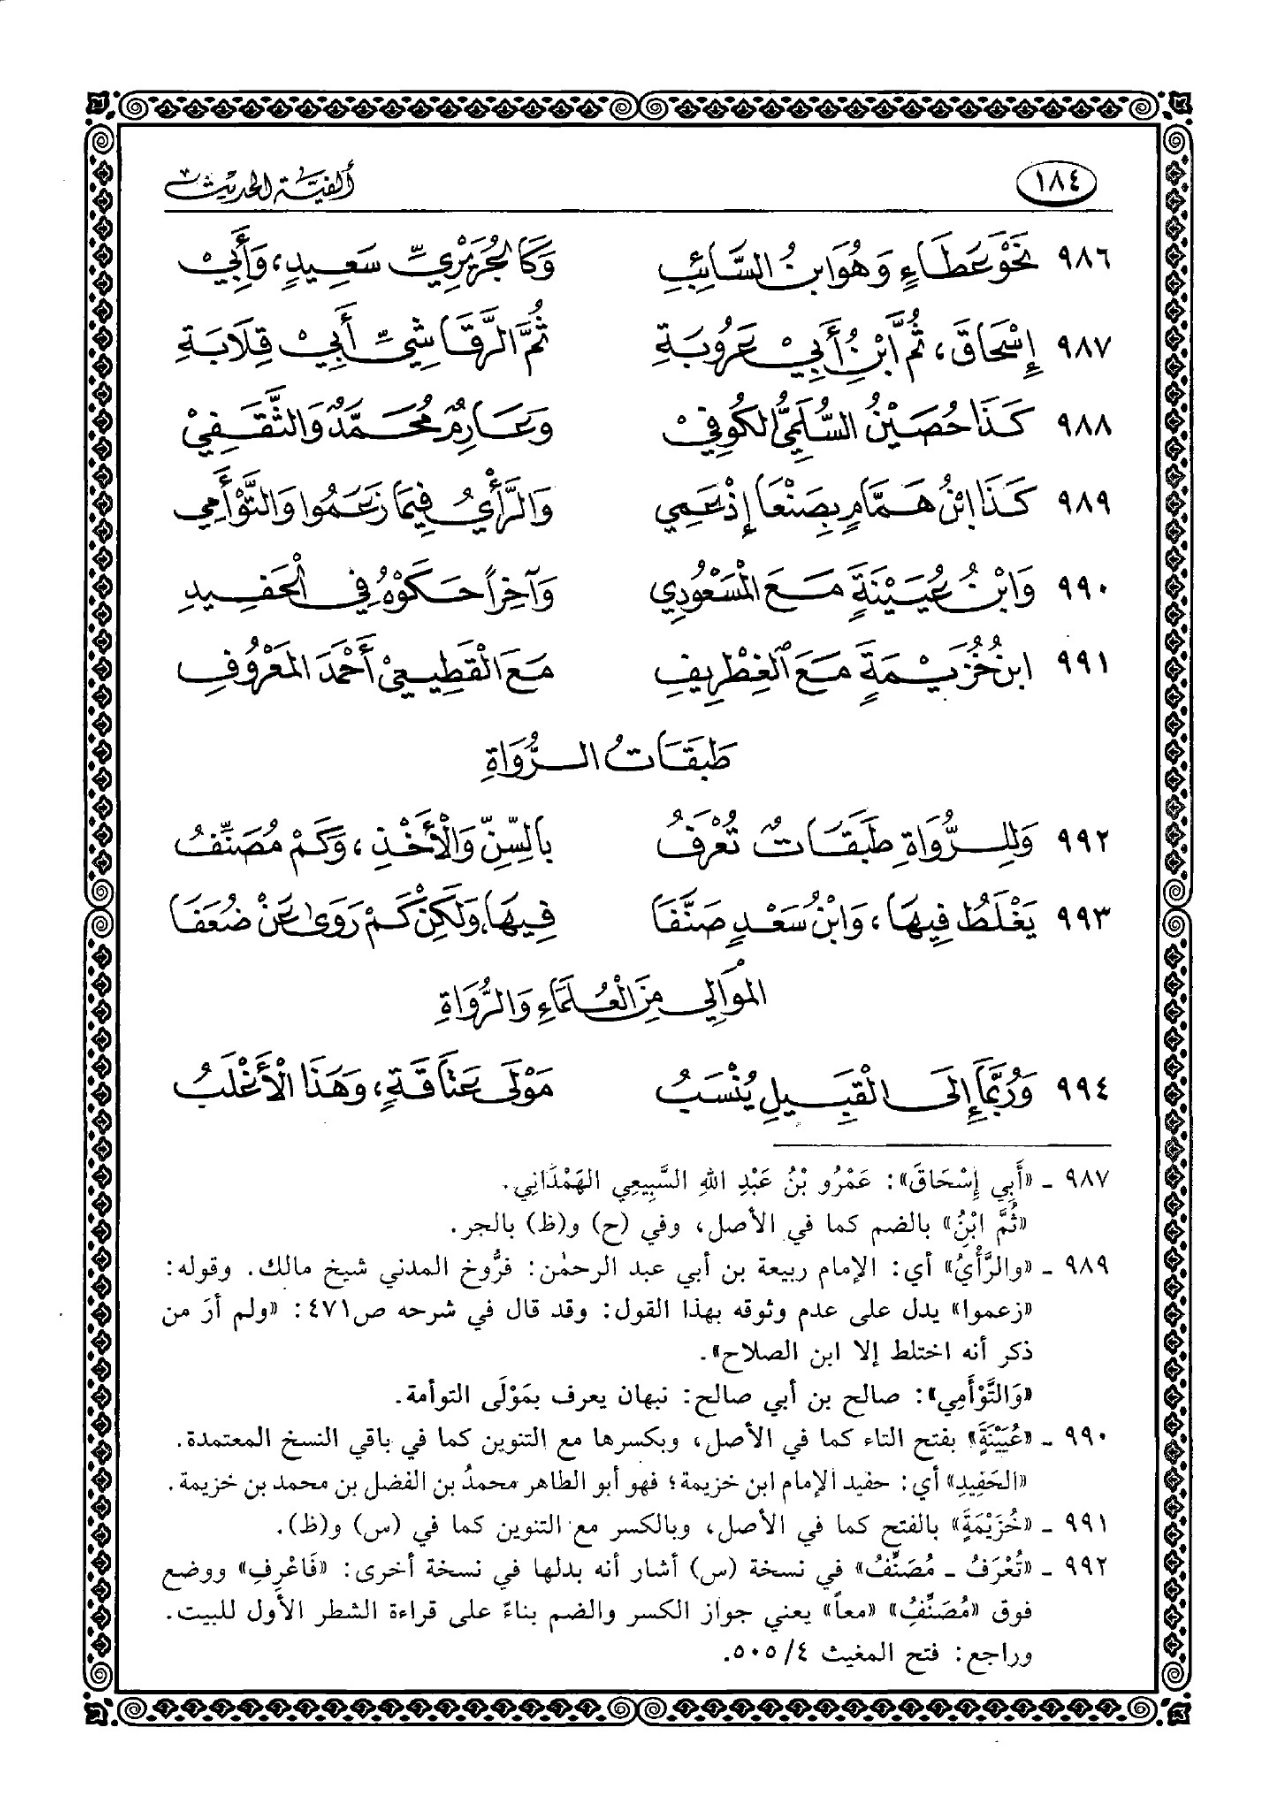 ١٨٤ ألفية الحديث
٩٨٦ نَحْوُ عَطَاءٍ وَهُوَ ابنُ السَّائِبِ وَكَالْجُرَيْرِيِّ سَعِيدٍ، وَأَبِيْ
٩٨٧ إِسْحَاقَ، ثُمَّ ابْنِ أَبِيْ عَرُوبَةِ ثُمَّ الرَّقَاشِيِّ أَبِيْ قِلَابَةِ
٩٨٨ كَذَا حُصَيْنُ السُّلَمِيُّ الكُوفِيْ وَعَارِمٌ مُحَمَّدٌ وَالثَّقَفِيْ
٩٨٩ كَذَا ابْنُ هَمَّامٍ بِصَنْعَا إِذْ عَمِي وَالرَّأْيُ فِيمَا زَعَمُوا وَالتَّوْأَمِي
٩٩٠ وَابْنُ عُيَيْنَةٍ مَعَ الْمَسْعُودِي وَآخِراً حَكَوْهُ فِي الْحَفِيدِ
٩٩١ ابنُ خُزَيْمَةٍ مَعَ الغِطْرِيفِ مَعَ الْقَطِيعِيْ أَحْمَدَ الْمَعْرُوفِ
طَبَقَاتُ الـرُّوَاةِ
٩٩٢ وَلِلرُّوَاةِ طَبَقَاتٌ تُعْرَفُ بِالسِّنِّ وَالْأَخْذِ، وَكَمْ مُصَنِّفُ
٩٩٣ يَغْلَطُ فِيهَا، وَابْنُ سَعْدٍ صَنَّفَا فِيهَا، وَلَكِنْ كَمْ رَوَى عَنْ ضُعَفَا
الْمَوَالِي مِنَ الْعُلَمَاءِ وَالرُّوَاةِ
٩٩٤ وَرُبَّمَا إِلَى الْقَبِيلِ يُنْسَبُ مَوْلَى عَتَاقَةٍ، وَهَذَا الْأَغْلَبُ
٩٨٧ ـ «أَبِي إِسْحَاقَ»: عَمْرُو بْنُ عَبْدِ اللهِ السَّبِيعِي الهَمْدَانِي.
«ثُمَّ ابْنُ» بالضم كما في الأصل، وفي (ح) و(ظ) بالجر.
٩٨٩ ـ «والرَّأْيُ» أي: الإمام ربيعة بن أبي عبد الرحمٰن: فرُّوخ المدني شيخ مالك. وقوله:
«زعموا» يدل على عدم وثوقه بهذا القول: وقد قال في شرحه ص٤٧١: «ولم أرَ من
ذكر أنه اختلط إلا ابن الصلاح».
«وَالتَّوْأَمِي»: صالح بن أبي صالح: نبهان يعرف بمَوْلَى التوأمة.
٩٩٠ ـ «عُيَيْنَةَ» بفتح التاء كما في الأصل، وبكسرها مع التنوين كما في باقي النسخ المعتمدة.
«الحَفِيدِ» أي: حفيد الإمام ابن خزيمة؛ فهو أبو الطاهر محمدُ بن الفضل بن محمد بن خزيمة.
٩٩١ ـ «خُزَيْمَةَ» بالفتح كما في الأصل، وبالكسر مع التنوين كما في (س) و(ظ).
٩٩٢ ـ «تُعْرَفُ ـ مُصَنِّفُ» في نسخة (س) أشار أنه بدلها في نسخة أخرى: «فَاعْرِفِ» ووضع
فوق «مُصَنِّفُ» «معاً» يعني جواز الكسر والضم بناءً على قراءة الشطر الأول للبيت.
وراجع: فتح المغيث ٥٠٥/٤.